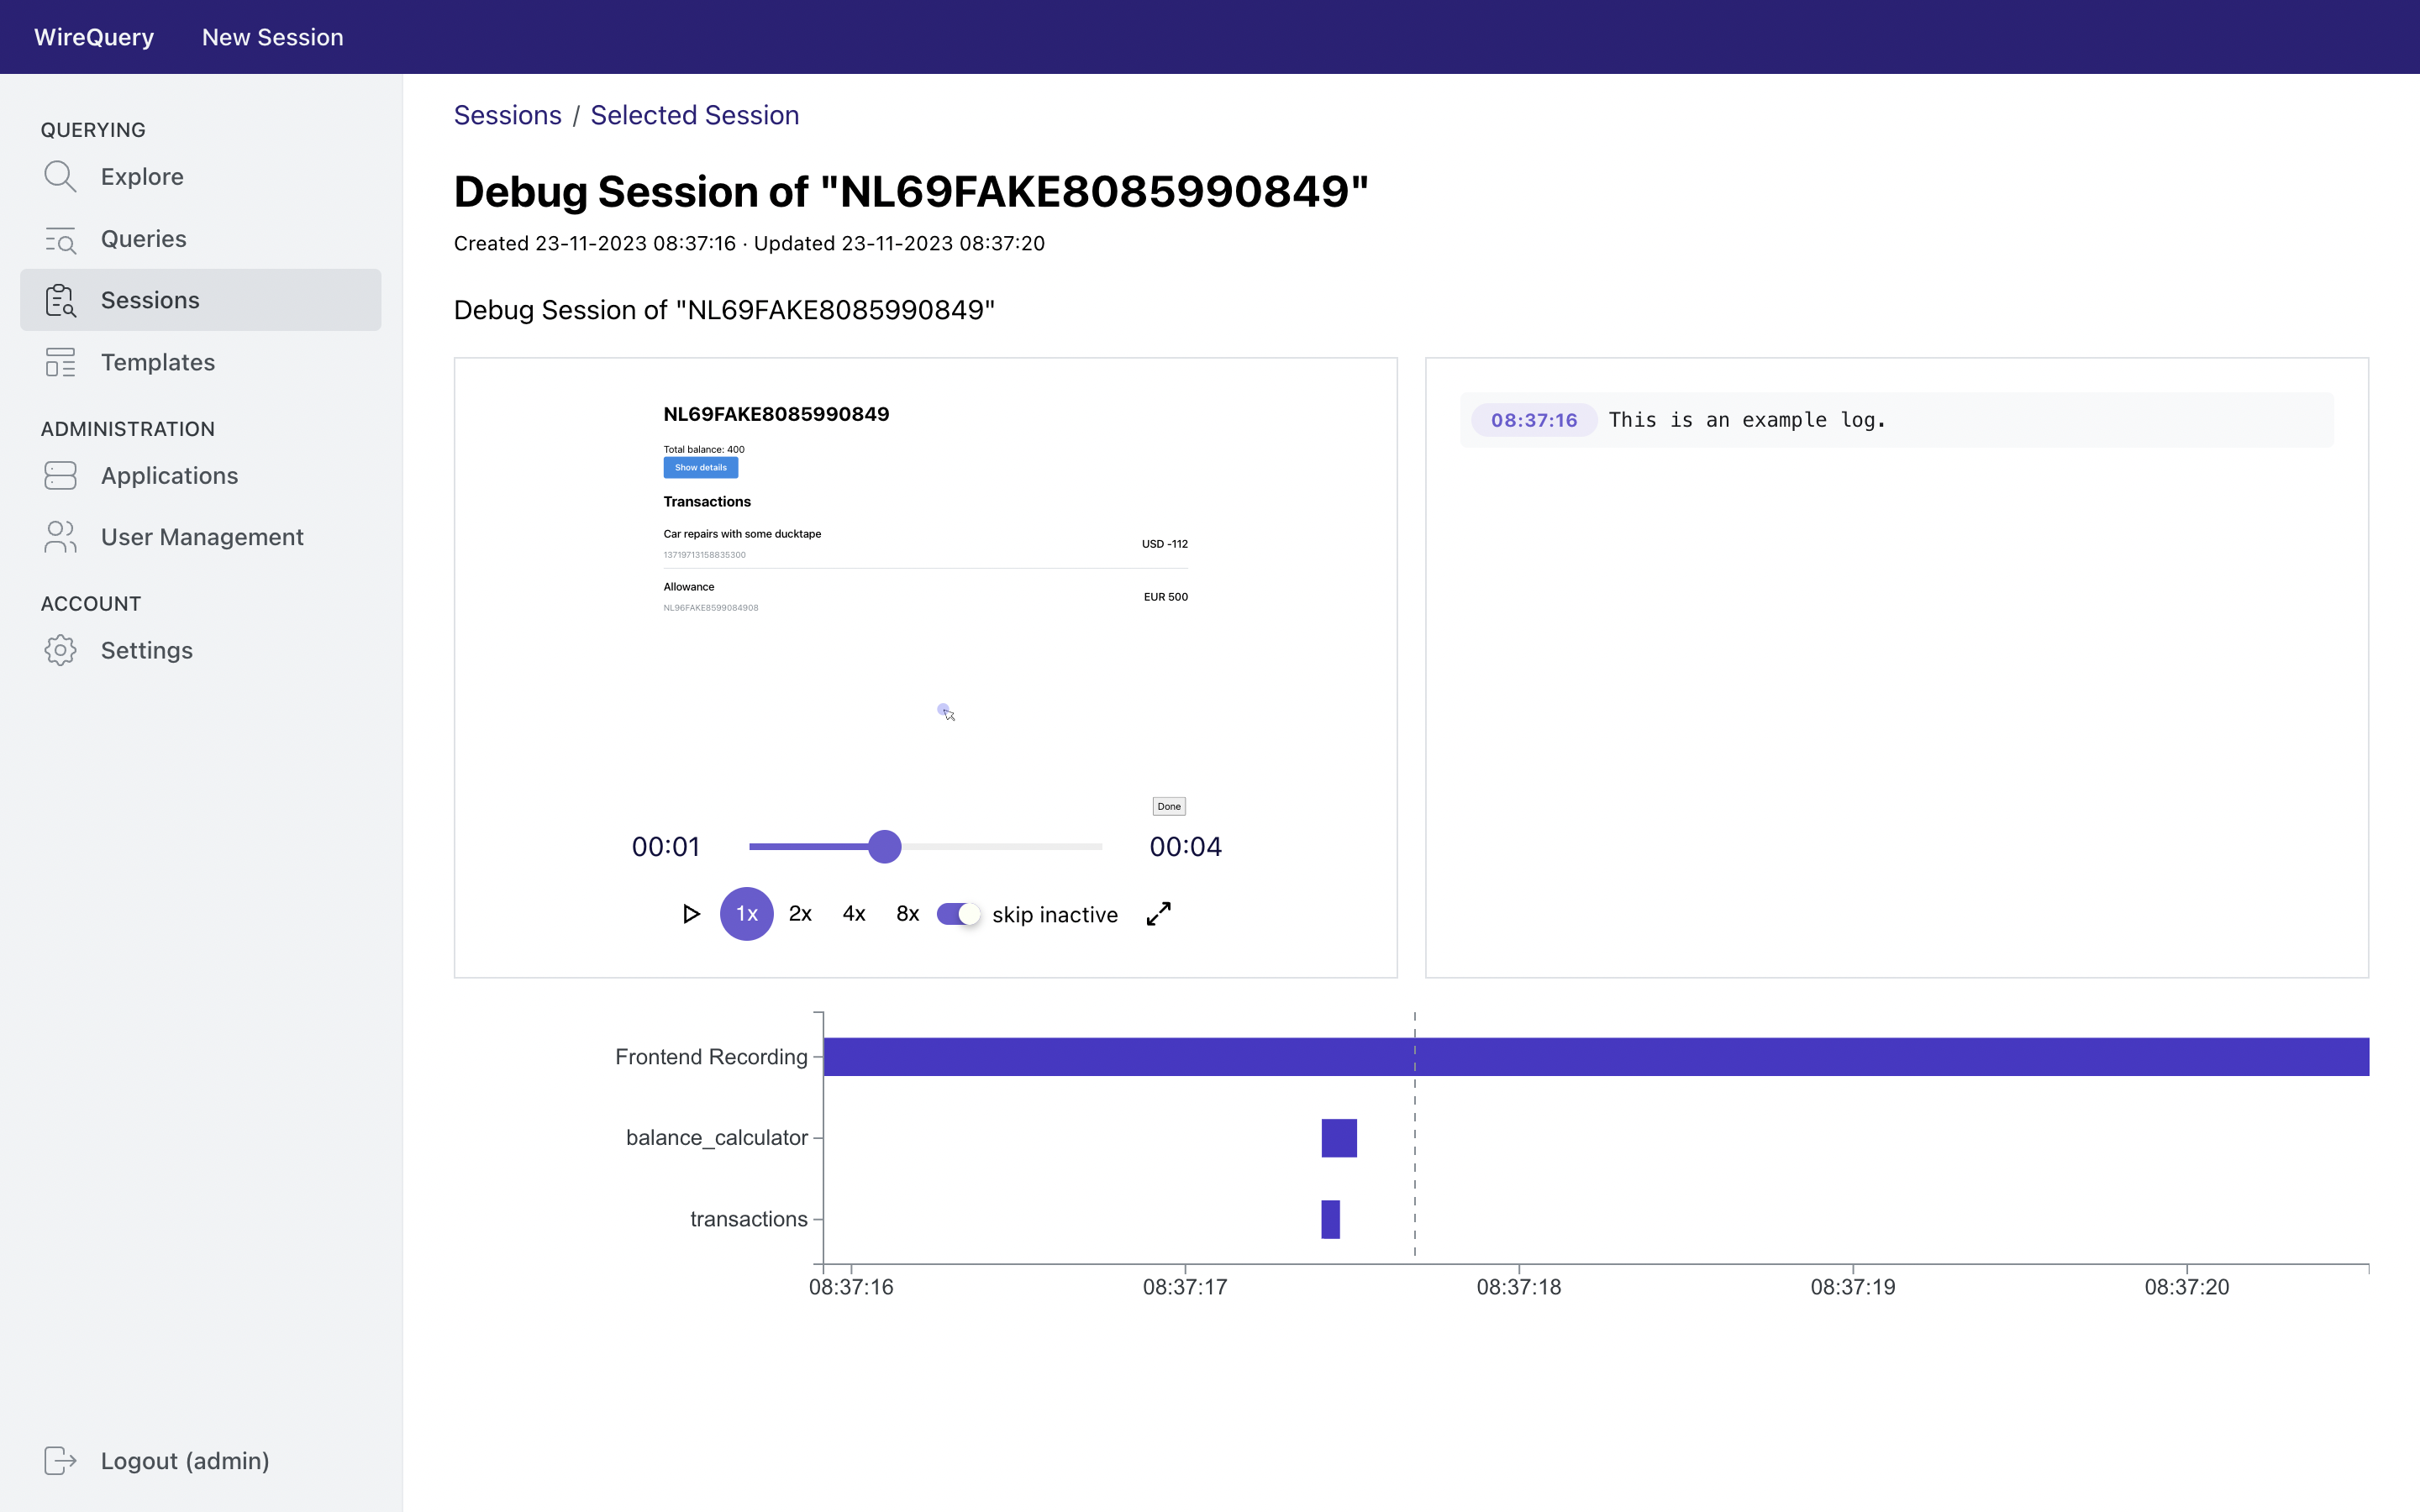 WireQuery New Session
QUERYING
Explore
Queries
Sessions
Templates
ADMINISTRATION
Applications
User Management
ACCOUNT
Settings
Logout (admin)
Sessions / Selected Session
Debug Session of "NL69FAKE8085990849"
Created 23-11-2023 08:37:16 · Updated 23-11-2023 08:37:20
Debug Session of "NL69FAKE8085990849"
NL69FAKE8085990849
Total balance: 400
Show details
Transactions
Car repairs with some ducktape
13719713158835300
USD -112
Allowance
NL96FAKE8599084908
EUR 500
Done
00:01 00:04
1x 2x 4x 8x skip inactive
08:37:16 This is an example log.
Frontend Recording
balance_calculator
transactions
08:37:16 08:37:17 08:37:18 08:37:19 08:37:20